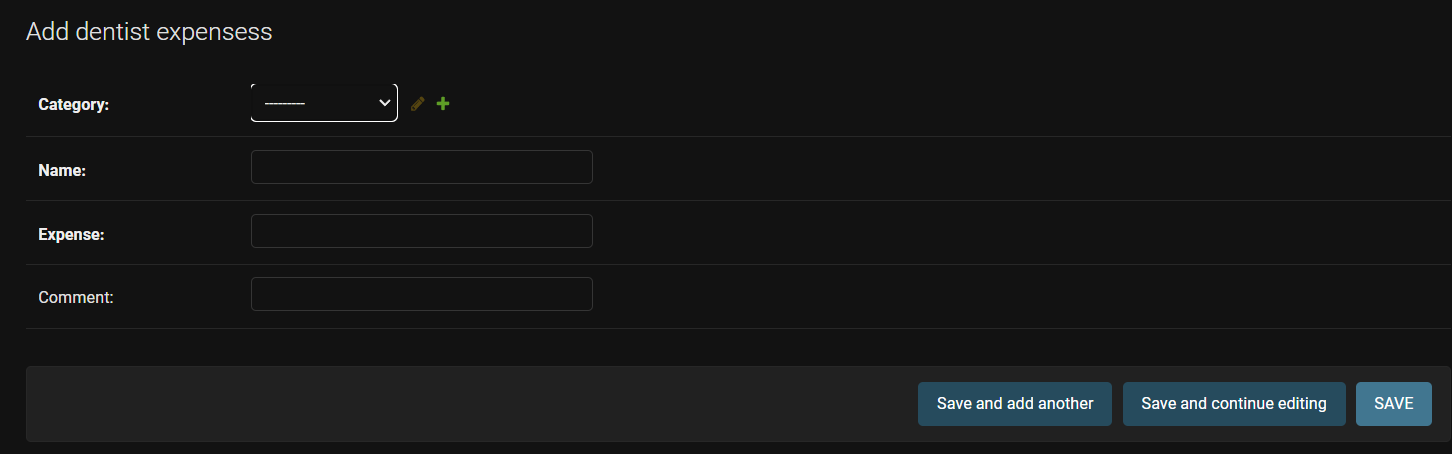 Add dentist expensess
Category:
---------
Name:
Expense:
Comment:
Save and add another
Save and continue editing
SAVE